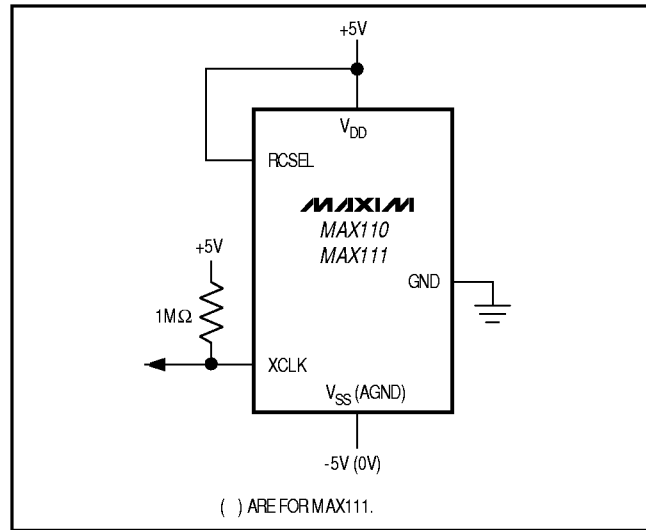 +5V
VDD
RCSEL
MAXIM
MAX110
MAX111
+5V
GND
1MΩ
XCLK
VSS (AGND)
-5V (0V)
( ) ARE FOR MAX111.